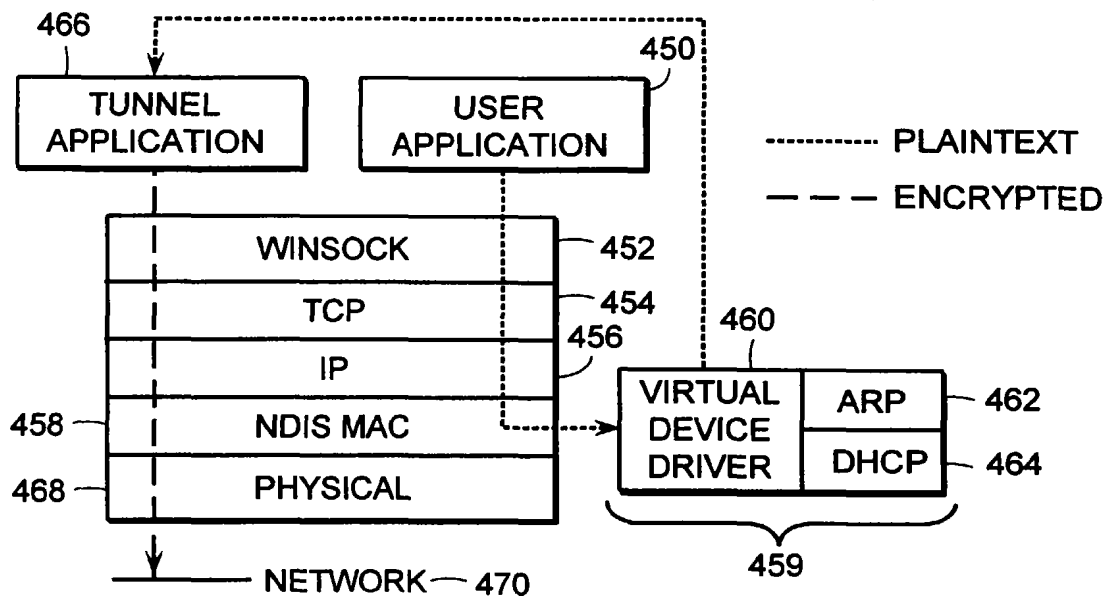 466
450
TUNNEL
APPLICATION
USER
APPLICATION
PLAINTEXT
ENCRYPTED
WINSOCK
452
TCP
454
456
460
IP
458
NDIS MAC
VIRTUAL
DEVICE
DRIVER
ARP
462
DHCP
464
468
PHYSICAL
459
NETWORK
470